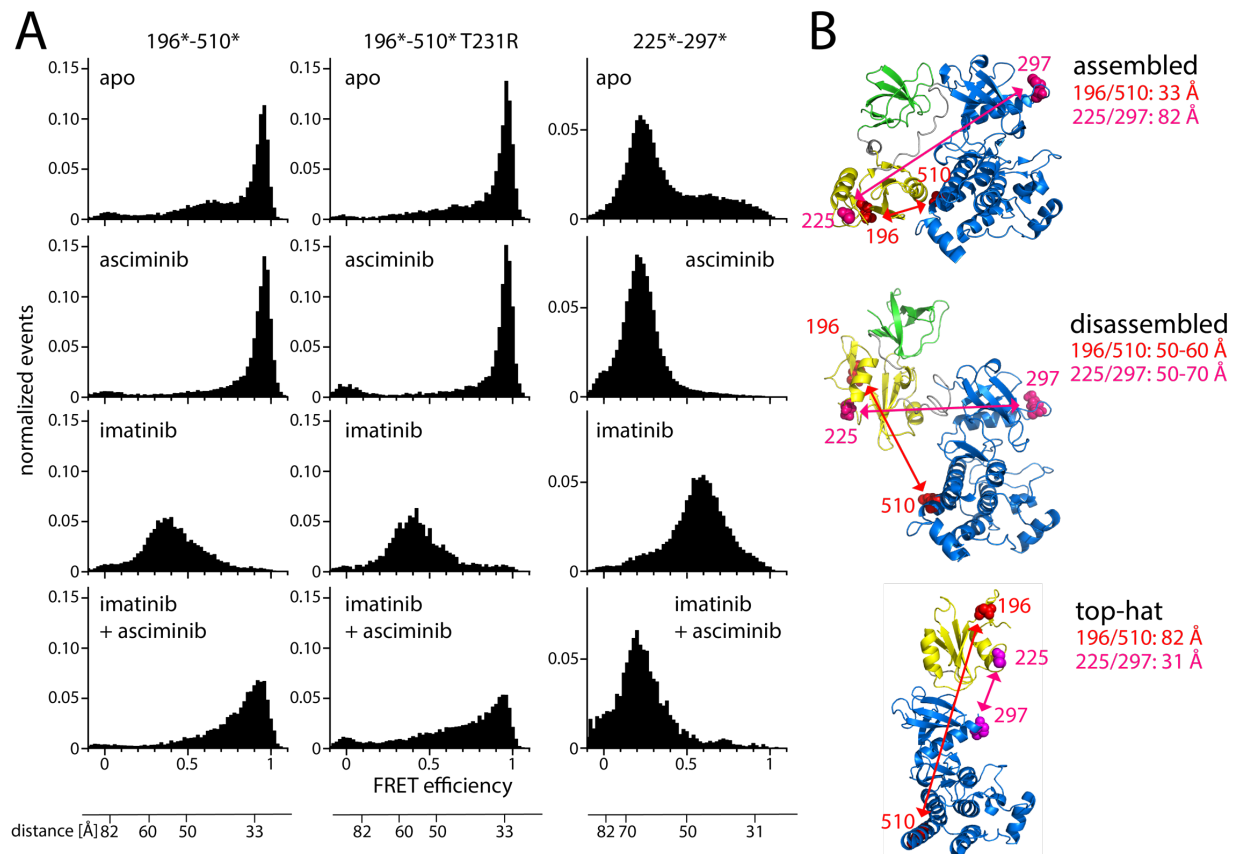 A
196*-510*
196*-510* T231R
225*-297*
normalized events
0.15
0.10
0.05
0
apo
0.15
0.10
0.05
0
apo
0.05
0
apo
0.15
0.10
0.05
0
asciminib
0.15
0.10
0.05
0
asciminib
0.05
0
asciminib
0.15
0.10
0.05
0
imatinib
0.15
0.10
0.05
0
imatinib
0.05
0
imatinib
0.15
0.10
0.05
0
imatinib
+ asciminib
0.15
0.10
0.05
0
imatinib
+ asciminib
0.05
0
imatinib
+ asciminib
0 0.5 1
0 0.5 1
0 0.5 1
FRET efficiency
distance [Å] 82 60 50 33
82 60 50 33
82 70 50 31
B
297
510
225
196
assembled
196/510: 33 Å
225/297: 82 Å
196
297
225
510
disassembled
196/510: 50-60 Å
225/297: 50-70 Å
196
225
297
510
top-hat
196/510: 82 Å
225/297: 31 Å